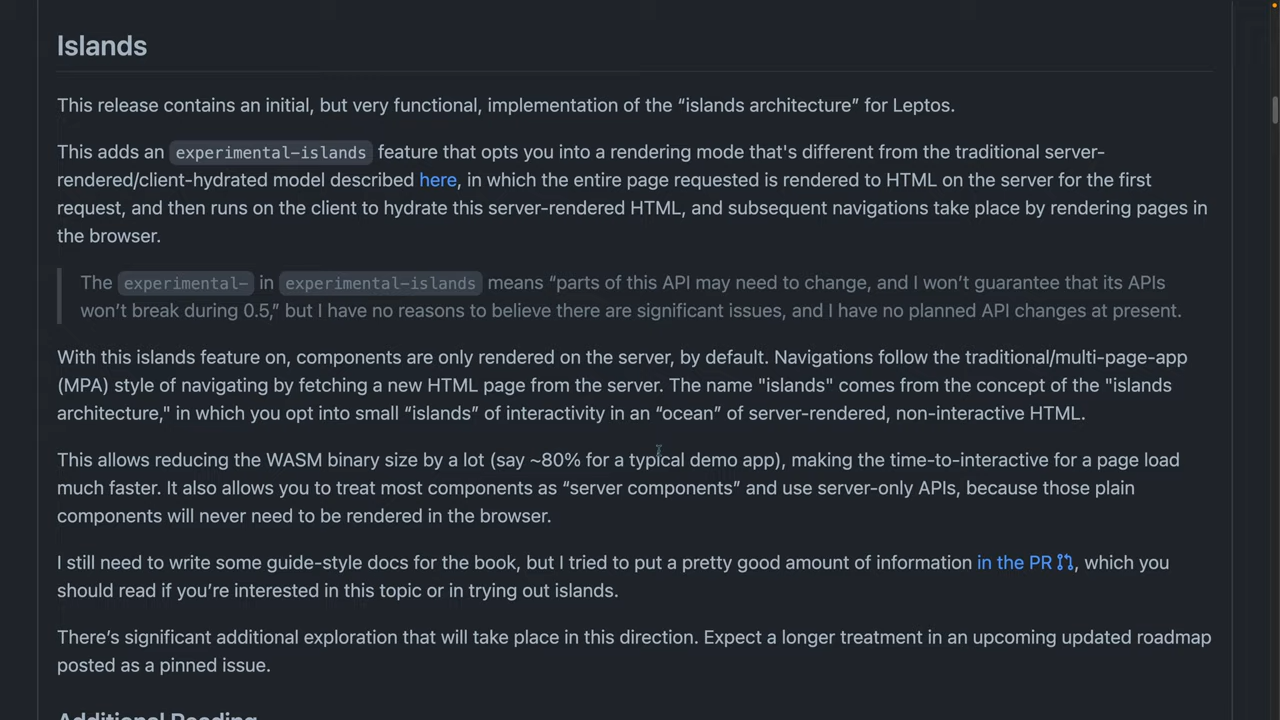 Islands
This release contains an initial, but very functional, implementation of the “islands architecture” for Leptos.
This adds an experimental-islands feature that opts you into a rendering mode that's different from the traditional server-
rendered/client-hydrated model described here, in which the entire page requested is rendered to HTML on the server for the first
request, and then runs on the client to hydrate this server-rendered HTML, and subsequent navigations take place by rendering pages in
the browser.
The experimental- in experimental-islands means “parts of this API may need to change, and I won’t guarantee that its APIs
won’t break during 0.5,” but I have no reasons to believe there are significant issues, and I have no planned API changes at present.
With this islands feature on, components are only rendered on the server, by default. Navigations follow the traditional/multi-page-app
(MPA) style of navigating by fetching a new HTML page from the server. The name "islands" comes from the concept of the "islands
architecture," in which you opt into small “islands” of interactivity in an “ocean” of server-rendered, non-interactive HTML.
This allows reducing the WASM binary size by a lot (say ~80% for a typical demo app), making the time-to-interactive for a page load
much faster. It also allows you to treat most components as “server components” and use server-only APIs, because those plain
components will never need to be rendered in the browser.
I still need to write some guide-style docs for the book, but I tried to put a pretty good amount of information in the PR, which you
should read if you’re interested in this topic or in trying out islands.
There’s significant additional exploration that will take place in this direction. Expect a longer treatment in an upcoming updated roadmap
posted as a pinned issue.
Additional Reading